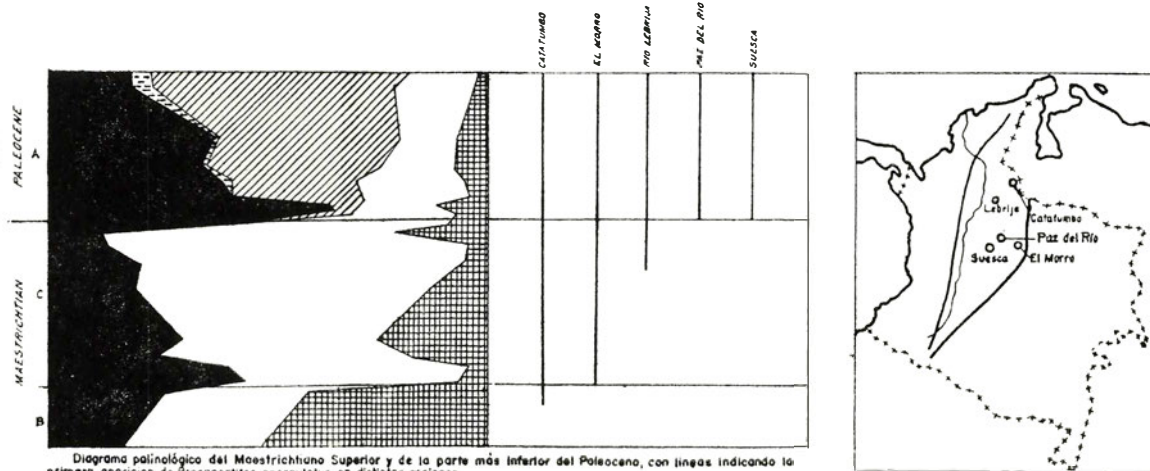 CATATUMBO
EL MORRO
RIO LEBRIJA
PAZ DEL RIO
SUESCA
PALEOCENE
A
MAESTRICHTIAN
C
B
Lebrija
Catatumbo
Paz del Río
Suesca
El Morro
Diagrama palinológico del Maestrichtiano Superior y de la parte más inferior del Paleoceno, con líneas indicando la